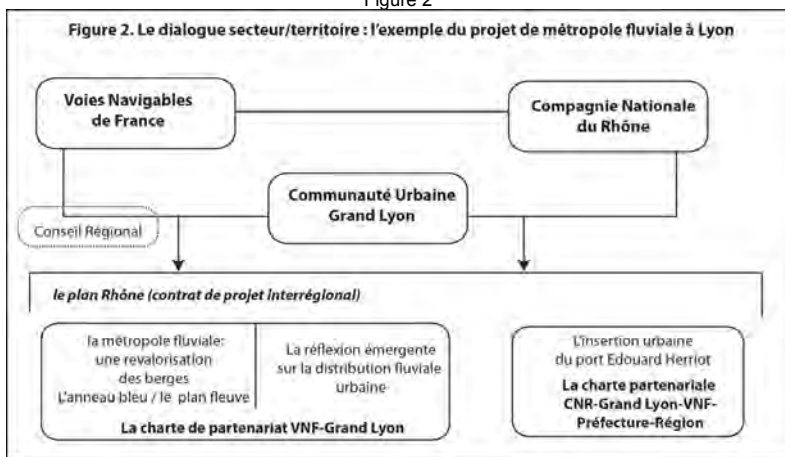 Figure 2
Figure 2. Le dialogue secteur/territoire : l'exemple du projet de métropole fluviale à Lyon
Voies Navigables
de France
Compagnie Nationale
du Rhône
Communauté Urbaine
Grand Lyon
Conseil Régional
le plan Rhône (contrat de projet interrégional)
la métropole fluviale:
une revalorisation
des berges
L'anneau bleu / le plan fleuve
La réflexion émergente
sur la distribution fluviale
urbaine
La charte de partenariat VNF-Grand Lyon
L'insertion urbaine
du port Edouard Herriot
La charte partenariale
CNR-Grand Lyon-VNF-
Préfecture-Région